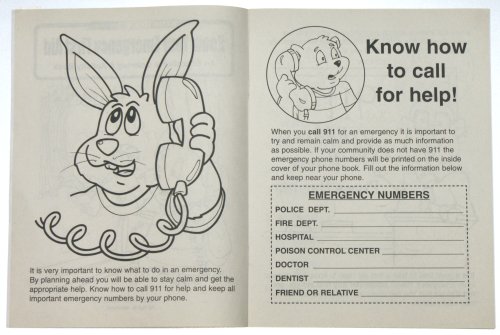 It is very important to know what to do in an emergency.
By planning ahead you will be able to stay calm and get the
appropriate help. Know how to call 911 for help and keep all
important emergency numbers by your phone.
Know how
to call
for help!
When you call 911 for an emergency it is important to
try and remain calm and provide as much information
as possible. If your community does not have 911 the
emergency phone numbers will be printed on the inside
cover of your phone book. Fill out the information below
and keep near your phone.
EMERGENCY NUMBERS
POLICE DEPT.
FIRE DEPT.
HOSPITAL
POISON CONTROL CENTER
DOCTOR
DENTIST
FRIEND OR RELATIVE